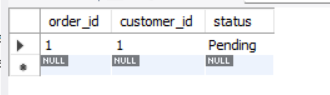 order_id customer_id status
1 1 Pending
NULL NULL NULL